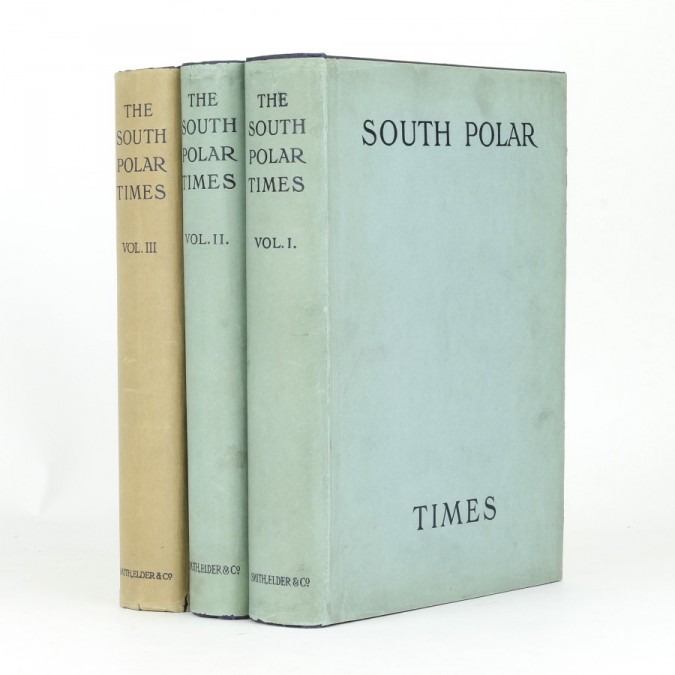 THE
SOUTH
POLAR
TIMES
VOL. III
SMITH, ELDER & Co
THE
SOUTH
POLAR
TIMES
VOL. II.
SMITH, ELDER & Co
THE
SOUTH
POLAR
TIMES
VOL. I.
SMITH, ELDER & Co
SOUTH POLAR
TIMES